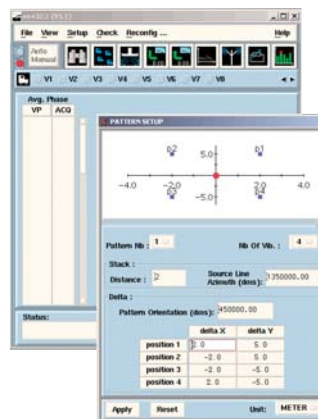 File View Setup Check Reconfig ... Help
Auto
Manual
V1 V2 V3 V4 V5 V6 V7 V8
Avg. Phase
VP ACQ
Status:
PATTERN SETUP
p2 5.0 p1
-4.0 -2.0 2.0 4.0
p3 -5.0 p4
Pattern Nb : 1 Nb Of Vib. : 4
Stack :
Distance : 2 Source Line Azimuth (dms): 1350000.00
Delta :
Pattern Orientation (dms): 450000.00
delta X delta Y
position 1 2.0 5.0
position 2 -2.0 5.0
position 3 -2.0 -5.0
position 4 2.0 -5.0
Apply Reset Unit: METER